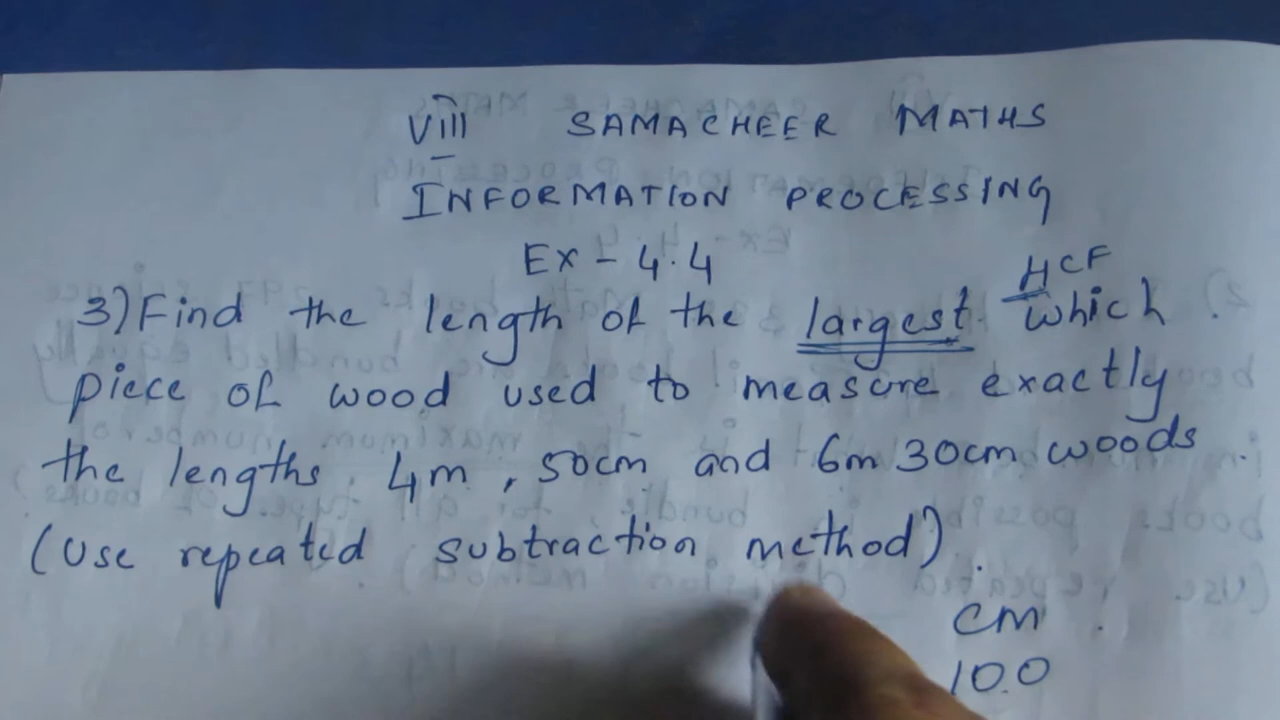 VIII SAMACHEER MATHS
INFORMATION PROCESSING
Ex - 4.4
HCF
3) Find the length of the largest which
piece of wood used to measure exactly
the lengths 4m, 50cm and 6m 30cm woods.
(Use repeated subtraction method).
cm
100